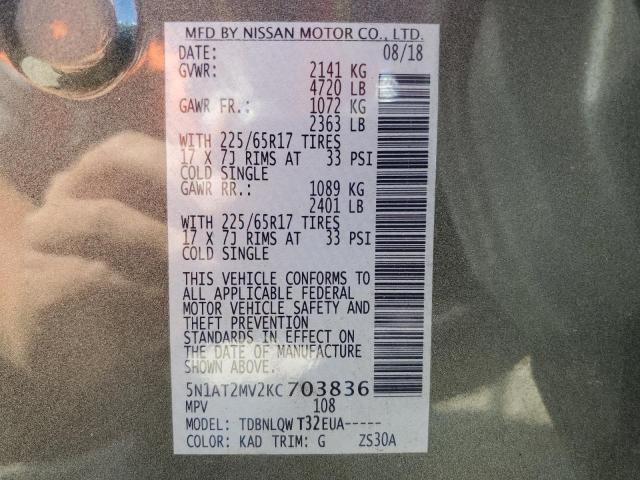 MFD BY NISSAN MOTOR CO., LTD.
DATE: 08/18
GVWR: 2141 KG
4720 LB
GAWR FR.: 1072 KG
2363 LB
WITH 225/65R17 TIRES
17 X 7J RIMS AT 33 PSI
COLD SINGLE
GAWR RR.: 1089 KG
2401 LB
WITH 225/65R17 TIRES
17 X 7J RIMS AT 33 PSI
COLD SINGLE
THIS VEHICLE CONFORMS TO
ALL APPLICABLE FEDERAL
MOTOR VEHICLE SAFETY AND
THEFT PREVENTION
STANDARDS IN EFFECT ON
THE DATE OF MANUFACTURE
SHOWN ABOVE.
5N1AT2MV2KC703836
MPV 108
MODEL: TDBNLQW T32EUA-----
COLOR: KAD TRIM: G ZS30A